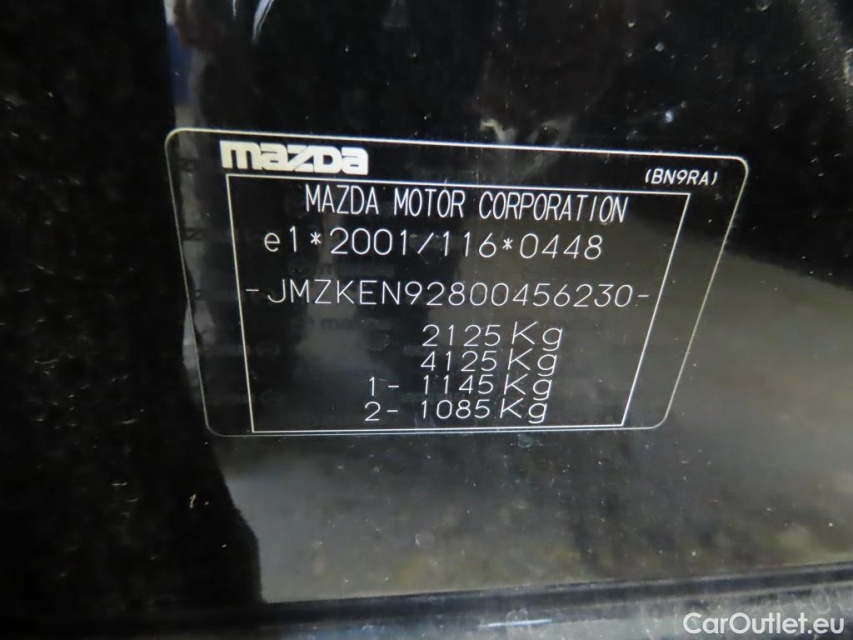 mazda
(BN9RA)
MAZDA MOTOR CORPORATION
e1*2001/116*0448
-JMZKEN92800456230-
2125 Kg
4125 Kg
1- 1145 Kg
2- 1085 Kg
CarOutlet.eu